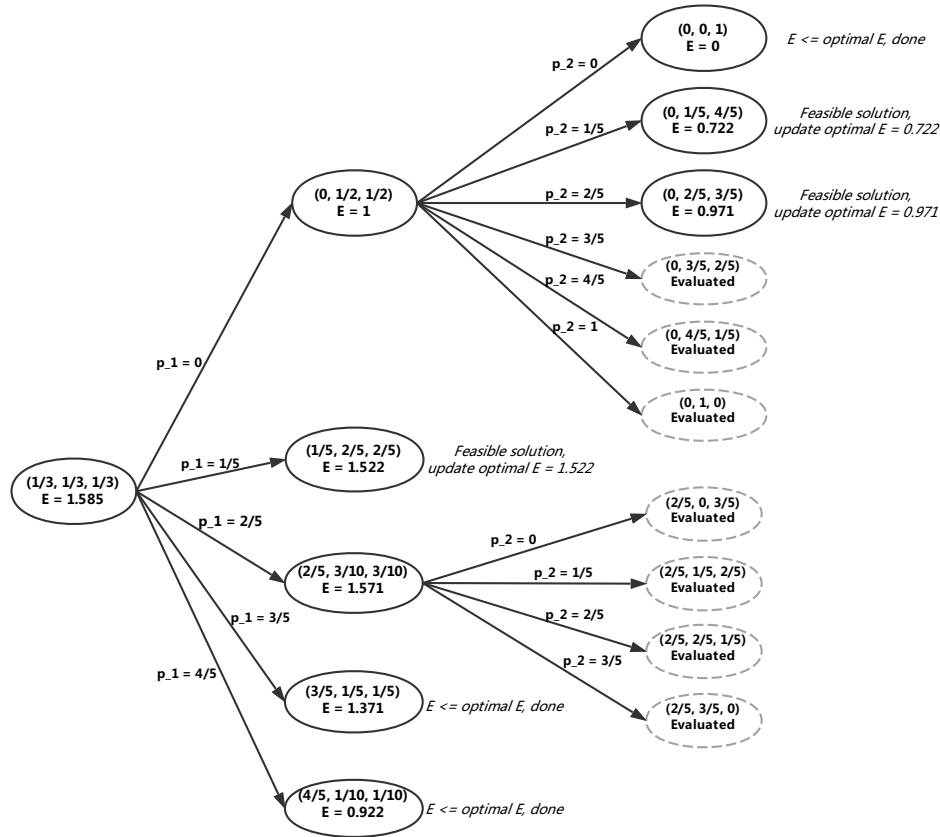 (0, 0, 1)
E = 0
E <= optimal E, done
p_2 = 0
(0, 1/5, 4/5)
E = 0.722
Feasible solution,
update optimal E = 0.722
p_2 = 1/5
(0, 1/2, 1/2)
E = 1
p_2 = 2/5
(0, 2/5, 3/5)
E = 0.971
Feasible solution,
update optimal E = 0.971
p_2 = 3/5
(0, 3/5, 2/5)
Evaluated
p_2 = 4/5
(0, 4/5, 1/5)
Evaluated
p_2 = 1
(0, 1, 0)
Evaluated
p_1 = 0
(1/3, 1/3, 1/3)
E = 1.585
p_1 = 1/5
(1/5, 2/5, 2/5)
E = 1.522
Feasible solution,
update optimal E = 1.522
p_1 = 2/5
(2/5, 3/10, 3/10)
E = 1.571
p_2 = 0
(2/5, 0, 3/5)
Evaluated
p_2 = 1/5
(2/5, 1/5, 2/5)
Evaluated
p_2 = 2/5
(2/5, 2/5, 1/5)
Evaluated
p_2 = 3/5
(2/5, 3/5, 0)
Evaluated
p_1 = 3/5
(3/5, 1/5, 1/5)
E = 1.371
E <= optimal E, done
p_1 = 4/5
(4/5, 1/10, 1/10)
E = 0.922
E <= optimal E, done